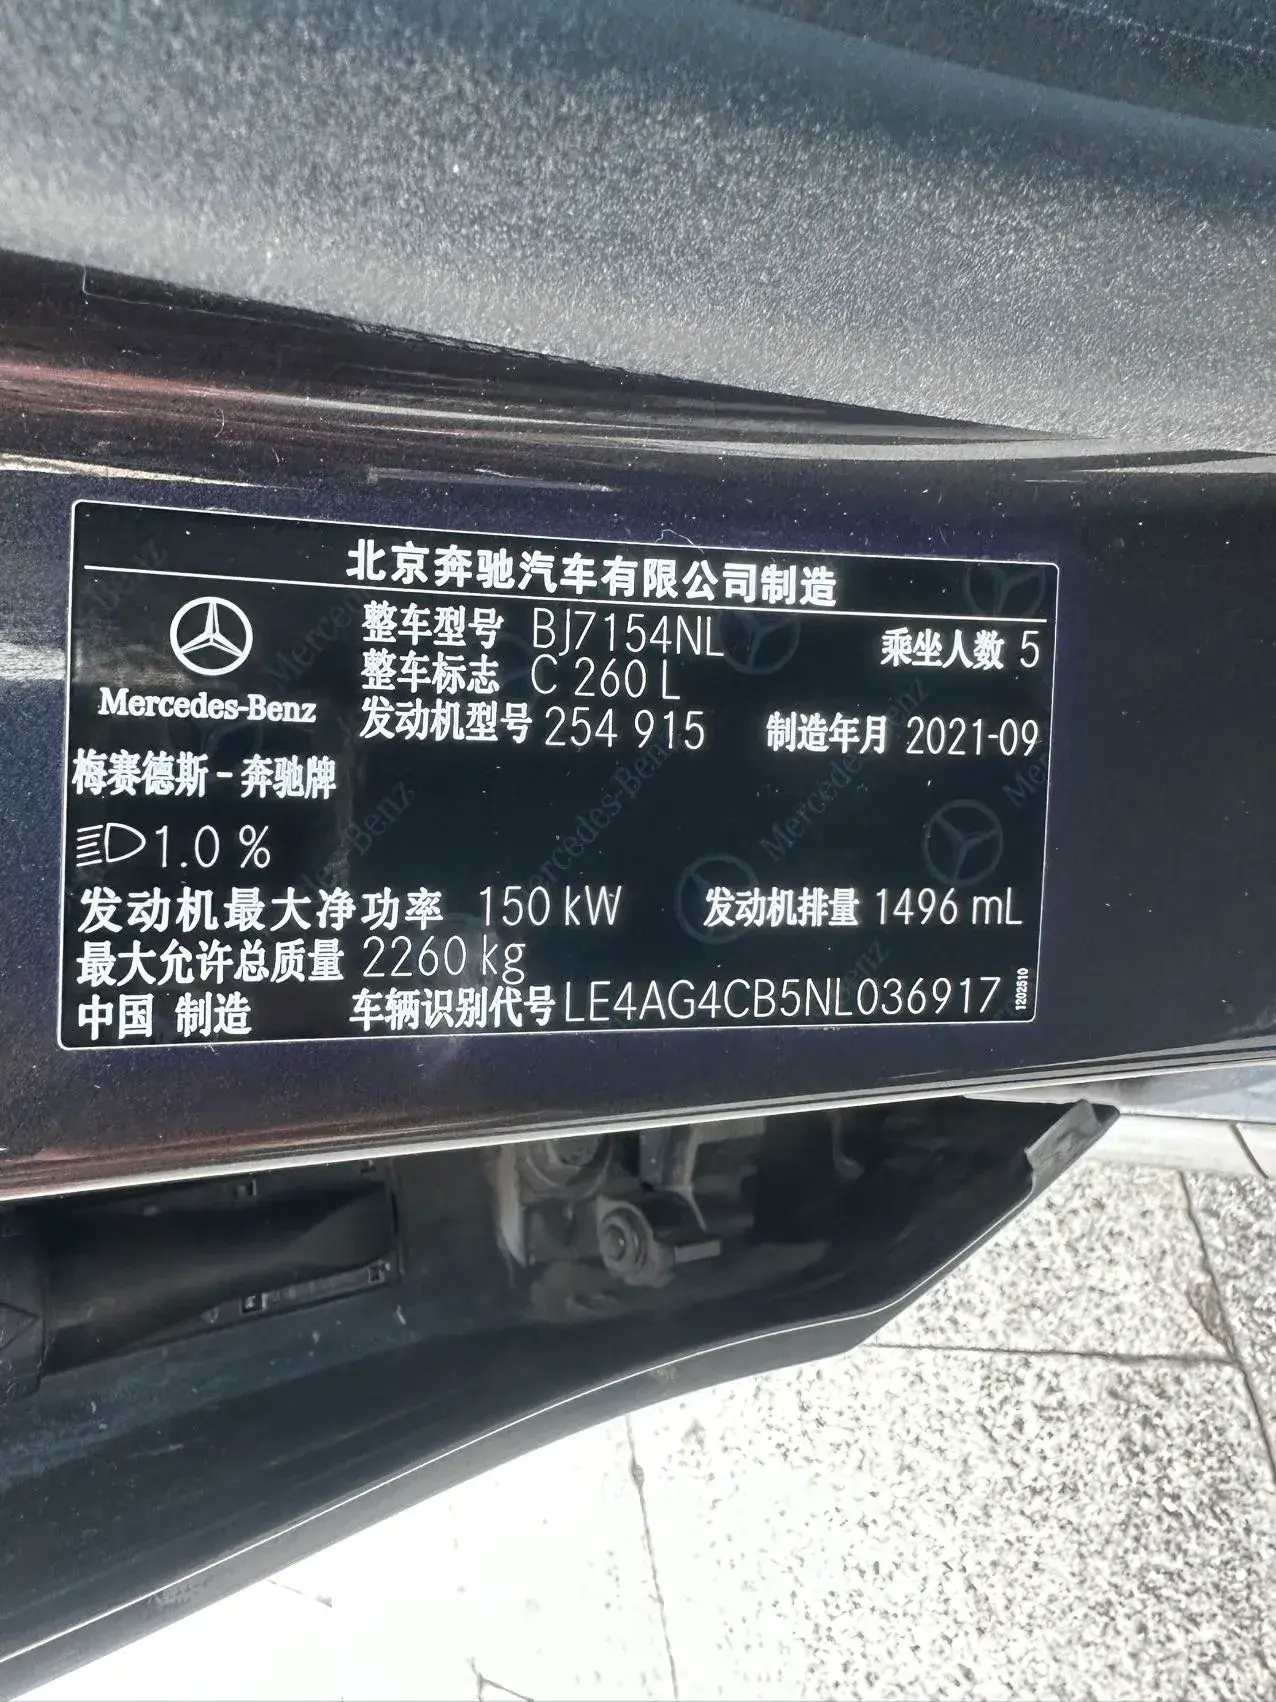 北京奔驰汽车有限公司制造
整车型号 BJ7154NL 乘坐人数 5
整车标志 C 260 L
Mercedes-Benz
发动机型号 254 915 制造年月 2021-09
梅赛德斯-奔驰牌
1.0 %
发动机最大净功率 150 kW 发动机排量 1496 mL
最大允许总质量 2260 kg
中国 制造 车辆识别代号 LE4AG4CB5NL036917
1202510